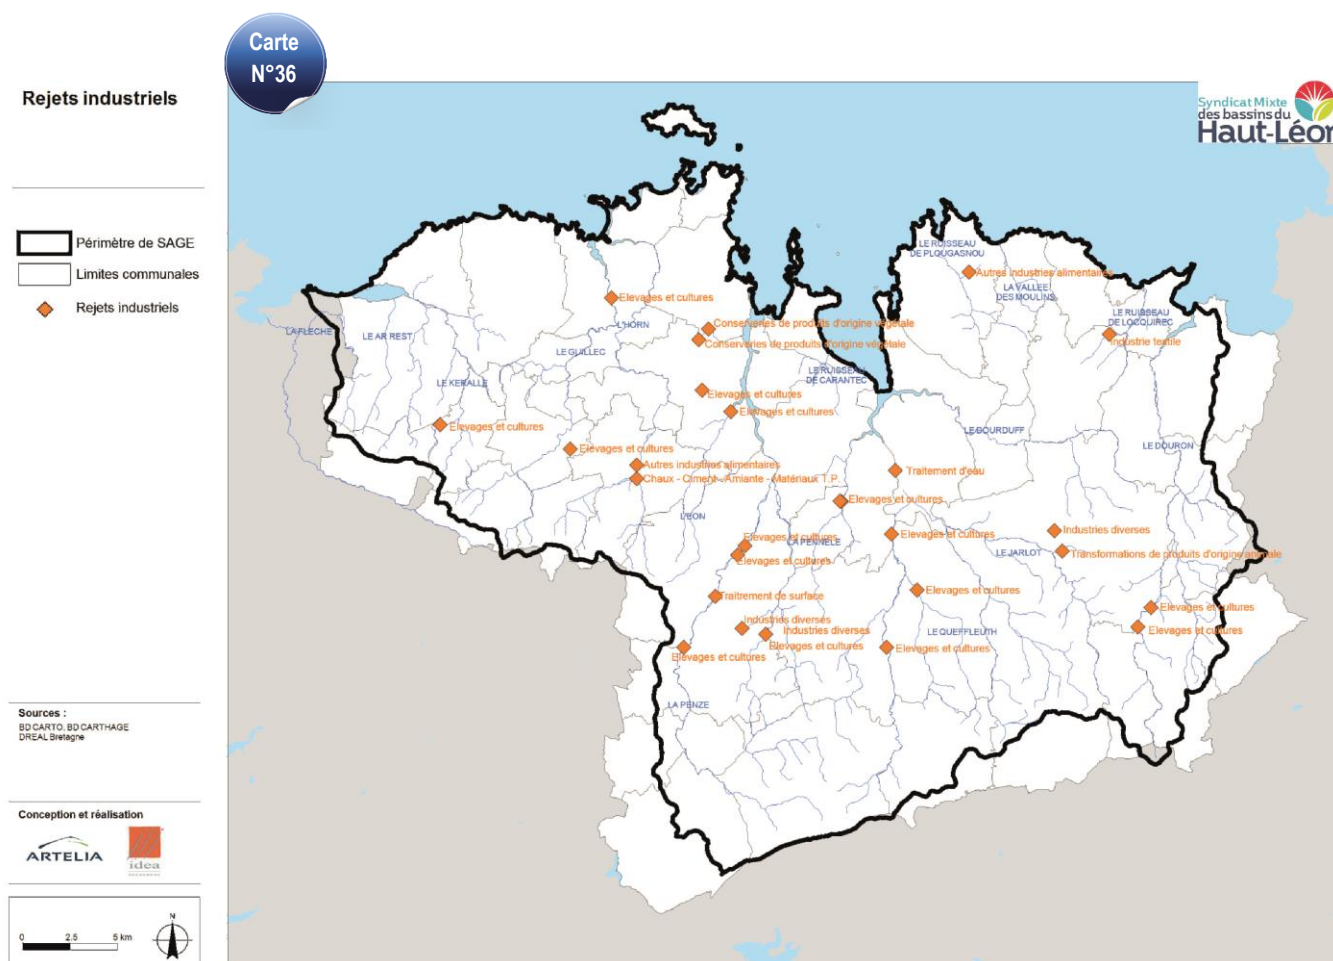 Carte
N°36
Rejets industriels
Syndicat Mixte
des bassins du
Haut-Léon
Périmètre de SAGE
Limites communales
Rejets industriels
LE RUISSEAU
DE PLOUGASNOU
Autres industries alimentaires
LA VALLEE
DES MOULINS
Elevages et cultures
LE RUISSEAU
DE LOCQUIREC
L'HORN
Conserveries de produits d'origine végétale
LA FLECHE
LE AR REST
Conserveries de produits d'origine végétale
Industrie textile
LE GUILLEC
LE RUISSEAU
DE CARANTEC
LE KERALLE
Elevages et cultures
Elevages et cultures
Elevages et cultures
LE DOURDUFF
LE DOURON
Elevages et cultures
Autres industries alimentaires
Traitement d'eau
Chaux - Ciment - Amiante - Matériaux T.P.
Elevages et cultures
L'EON
Industries diverses
Elevages et cultures
Elevages et cultures
LA PENNELE
LE JARLOT
Transformations de produits d'origine animale
Elevages et cultures
Elevages et cultures
Traitrement de surface
Elevages et cultures
Industries diverses
Industries diverses
LE QUEFFLEUTH
Elevages et cultures
Elevages et cultures
Elevages et cultures
Elevages et cultures
LA PENZE
Sources :
BD CARTO, BD CARTHAGE
DREAL Bretagne
Conception et réalisation
ARTELIA
idea
N
0 2.5 5 km